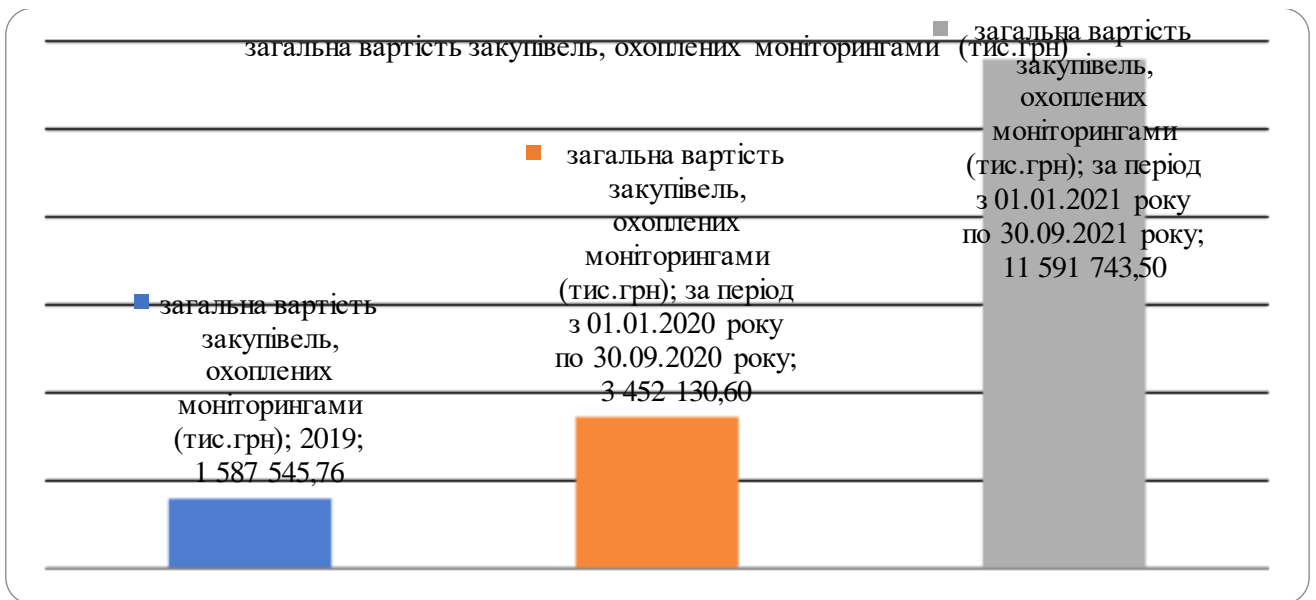 загальна вартість закупівель, охоплених моніторингами (тис.грн)
загальна вартість
закупівель,
охоплених
моніторингами
(тис.грн); 2019;
1 587 545,76
загальна вартість
закупівель,
охоплених
моніторингами
(тис.грн); за період
з 01.01.2020 року
по 30.09.2020 року;
3 452 130,60
загальна вартість
закупівель,
охоплених
моніторингами
(тис.грн); за період
з 01.01.2021 року
по 30.09.2021 року;
11 591 743,50